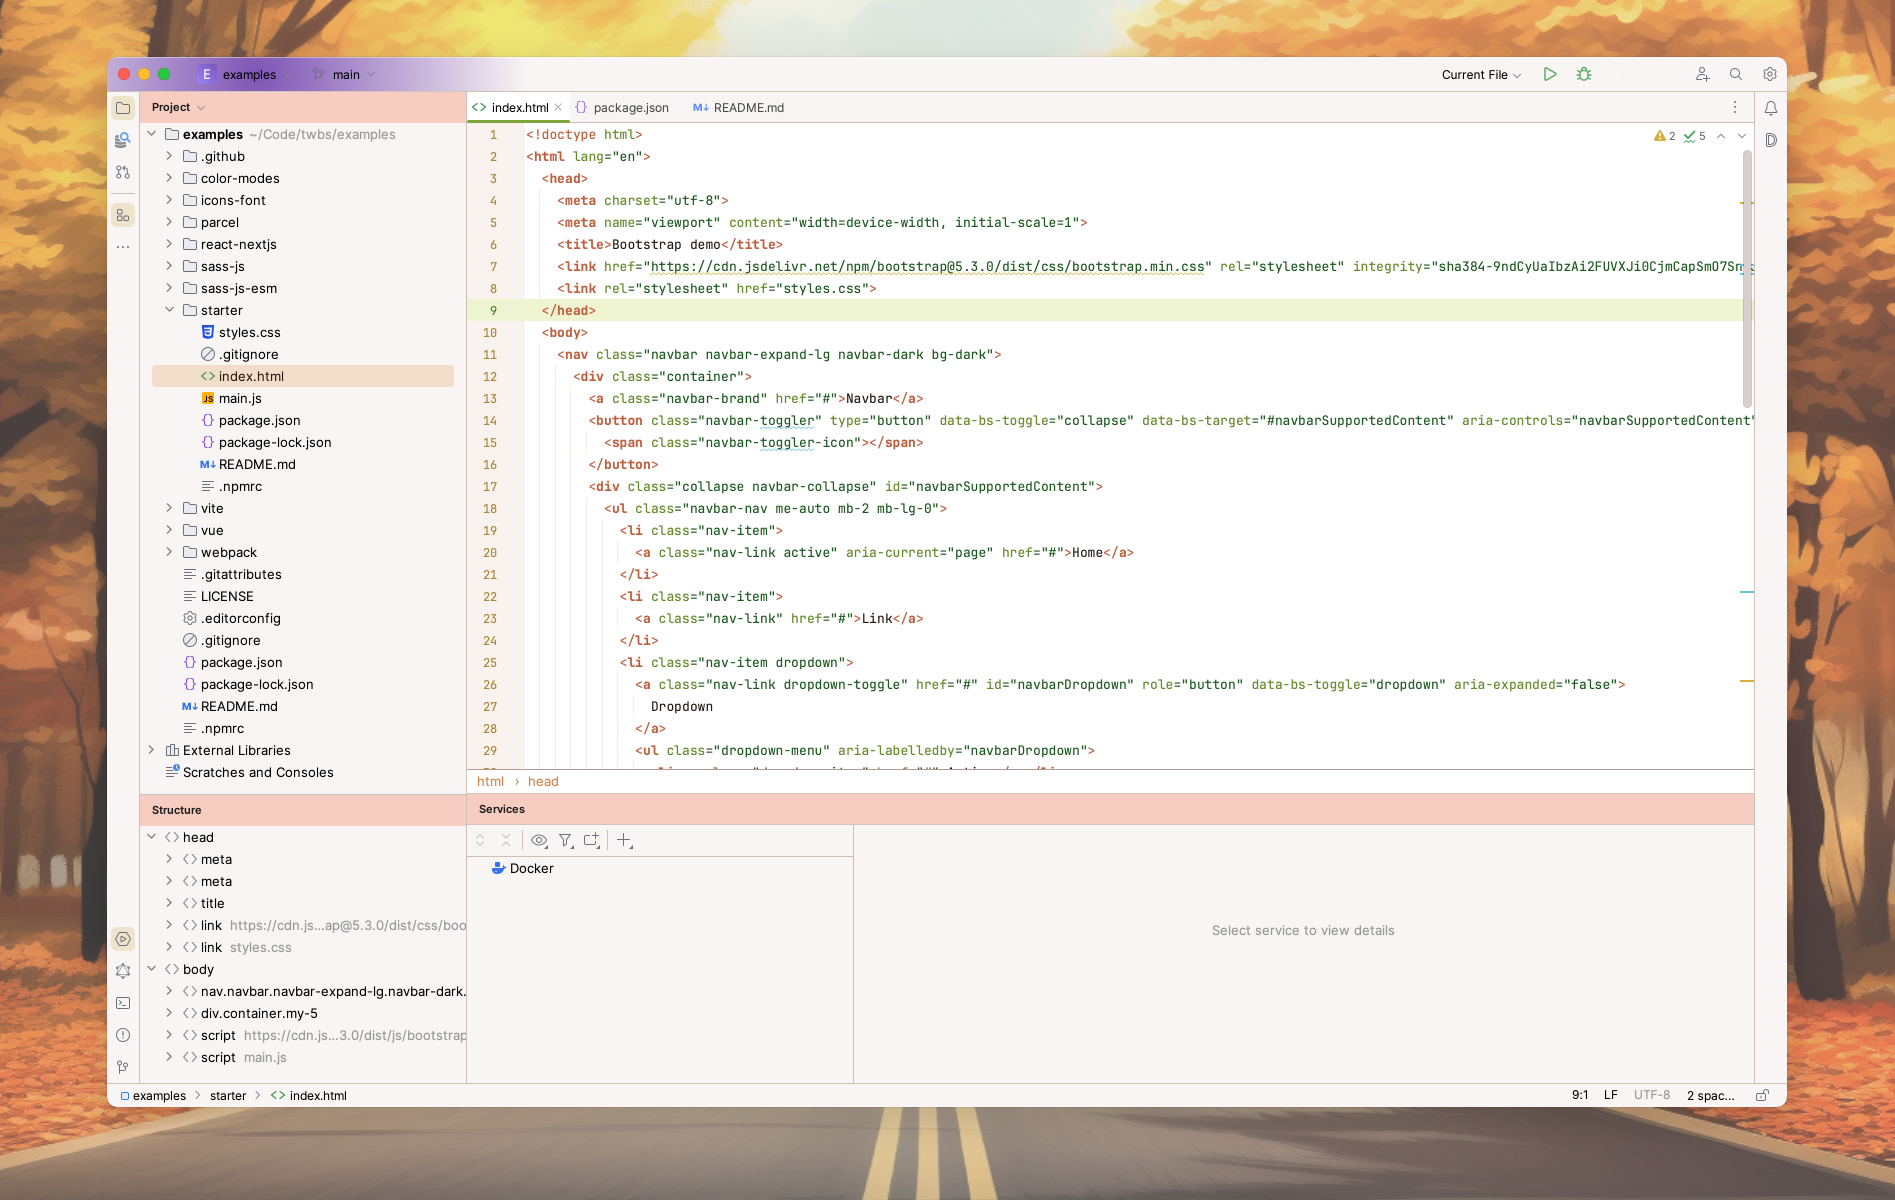 E examples main Current File
Project
examples ~/Code/twbs/examples
.github
color-modes
icons-font
parcel
react-nextjs
sass-js
sass-js-esm
starter
styles.css
.gitignore
index.html
JS main.js
package.json
package-lock.json
M↓ README.md
.npmrc
vite
vue
webpack
.gitattributes
LICENSE
.editorconfig
.gitignore
package.json
package-lock.json
M↓ README.md
.npmrc
External Libraries
Scratches and Consoles
Structure
head
meta
meta
title
link https://cdn.js...ap@5.3.0/dist/css/boo
link styles.css
body
nav.navbar.navbar-expand-lg.navbar-dark.
div.container.my-5
script https://cdn.js...3.0/dist/js/bootstrap
script main.js
index.html package.json M↓ README.md
2 5
1 <!doctype html>
2 <html lang="en">
3 <head>
4 <meta charset="utf-8">
5 <meta name="viewport" content="width=device-width, initial-scale=1">
6 <title>Bootstrap demo</title>
7 <link href="https://cdn.jsdelivr.net/npm/bootstrap@5.3.0/dist/css/bootstrap.min.css" rel="stylesheet" integrity="sha384-9ndCyUaIbzAi2FUVXJi0CjmCapSmO7Sn
8 <link rel="stylesheet" href="styles.css">
9 </head>
10 <body>
11 <nav class="navbar navbar-expand-lg navbar-dark bg-dark">
12 <div class="container">
13 <a class="navbar-brand" href="#">Navbar</a>
14 <button class="navbar-toggler" type="button" data-bs-toggle="collapse" data-bs-target="#navbarSupportedContent" aria-controls="navbarSupportedContent"
15 <span class="navbar-toggler-icon"></span>
16 </button>
17 <div class="collapse navbar-collapse" id="navbarSupportedContent">
18 <ul class="navbar-nav me-auto mb-2 mb-lg-0">
19 <li class="nav-item">
20 <a class="nav-link active" aria-current="page" href="#">Home</a>
21 </li>
22 <li class="nav-item">
23 <a class="nav-link" href="#">Link</a>
24 </li>
25 <li class="nav-item dropdown">
26 <a class="nav-link dropdown-toggle" href="#" id="navbarDropdown" role="button" data-bs-toggle="dropdown" aria-expanded="false">
27 Dropdown
28 </a>
29 <ul class="dropdown-menu" aria-labelledby="navbarDropdown">
html › head
Services
Docker
Select service to view details
examples › starter › index.html
9:1 LF UTF-8 2 spac...